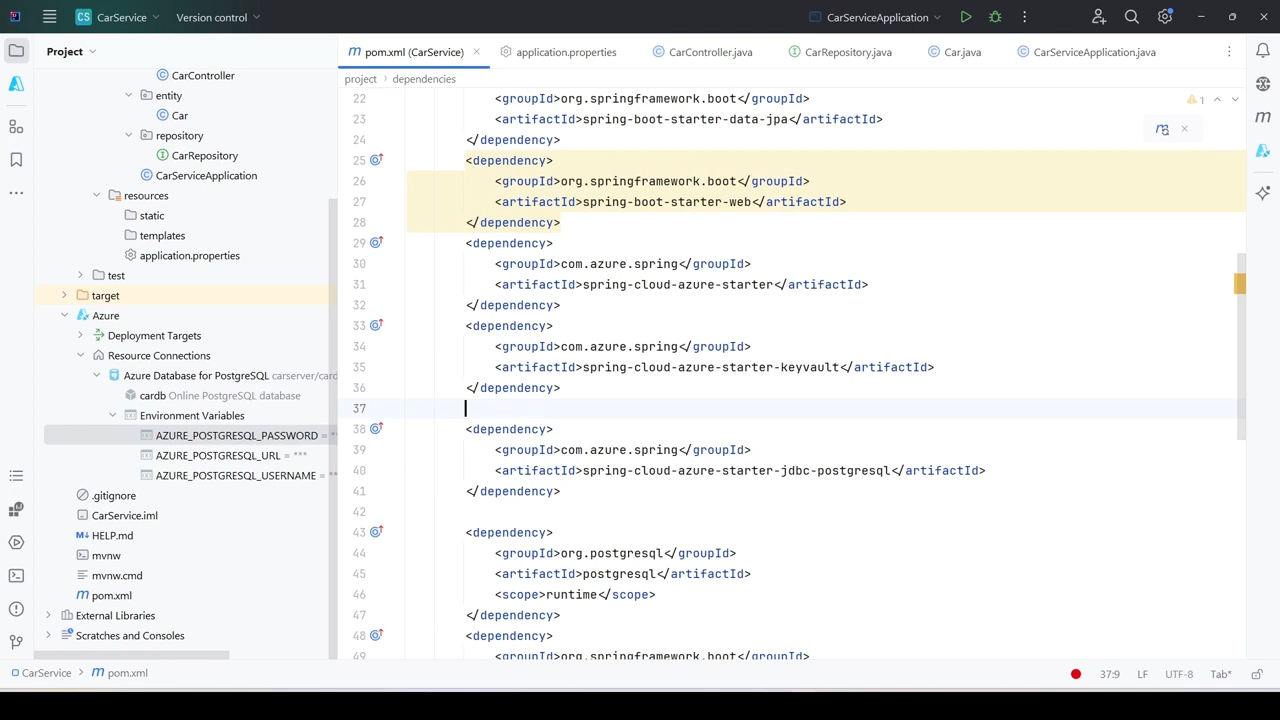 CS CarService Version control CarServiceApplication
Project
pom.xml (CarService) application.properties CarController.java CarRepository.java Car.java CarServiceApplication.java
project dependencies
CarController
entity
Car
repository
CarRepository
CarServiceApplication
resources
static
templates
application.properties
test
target
Azure
Deployment Targets
Resource Connections
Azure Database for PostgreSQL carserver/card
cardb Online PostgreSQL database
Environment Variables
AZURE_POSTGRESQL_PASSWORD = **
AZURE_POSTGRESQL_URL = ***
AZURE_POSTGRESQL_USERNAME = **
.gitignore
CarService.iml
HELP.md
mvnw
mvnw.cmd
pom.xml
External Libraries
Scratches and Consoles
22 <groupId>org.springframework.boot</groupId>
23 <artifactId>spring-boot-starter-data-jpa</artifactId>
24 </dependency>
25 <dependency>
26 <groupId>org.springframework.boot</groupId>
27 <artifactId>spring-boot-starter-web</artifactId>
28 </dependency>
29 <dependency>
30 <groupId>com.azure.spring</groupId>
31 <artifactId>spring-cloud-azure-starter</artifactId>
32 </dependency>
33 <dependency>
34 <groupId>com.azure.spring</groupId>
35 <artifactId>spring-cloud-azure-starter-keyvault</artifactId>
36 </dependency>
37
38 <dependency>
39 <groupId>com.azure.spring</groupId>
40 <artifactId>spring-cloud-azure-starter-jdbc-postgresql</artifactId>
41 </dependency>
42
43 <dependency>
44 <groupId>org.postgresql</groupId>
45 <artifactId>postgresql</artifactId>
46 <scope>runtime</scope>
47 </dependency>
48 <dependency>
49 <groupId>org.springframework.boot</groupId>
1
CarService pom.xml
37:9 LF UTF-8 Tab*